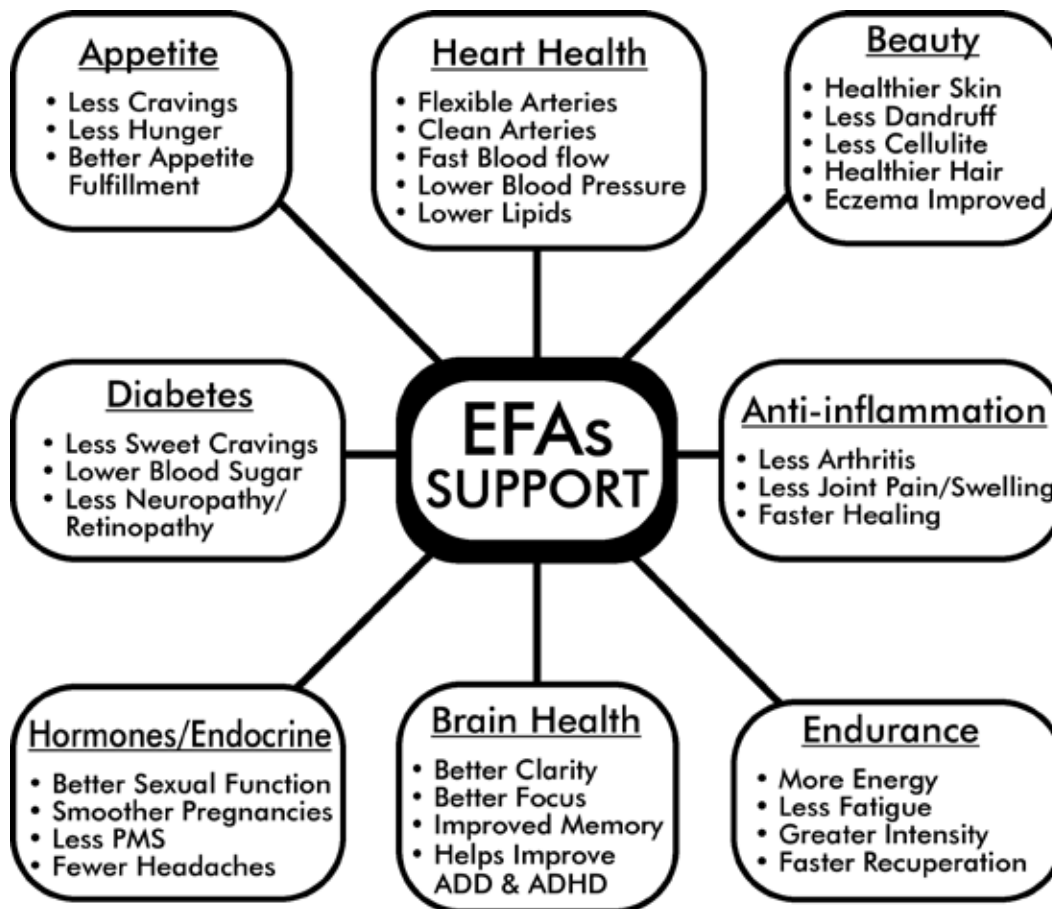 Appetite
• Less Cravings
• Less Hunger
• Better Appetite
Fulfillment
Heart Health
• Flexible Arteries
• Clean Arteries
• Fast Blood flow
• Lower Blood Pressure
• Lower Lipids
Beauty
• Healthier Skin
• Less Dandruff
• Less Cellulite
• Healthier Hair
• Eczema Improved
Diabetes
• Less Sweet Cravings
• Lower Blood Sugar
• Less Neuropathy/
Retinopathy
EFAs
SUPPORT
Anti-inflammation
• Less Arthritis
• Less Joint Pain/Swelling
• Faster Healing
Hormones/Endocrine
• Better Sexual Function
• Smoother Pregnancies
• Less PMS
• Fewer Headaches
Brain Health
• Better Clarity
• Better Focus
• Improved Memory
• Helps Improve
ADD & ADHD
Endurance
• More Energy
• Less Fatigue
• Greater Intensity
• Faster Recuperation